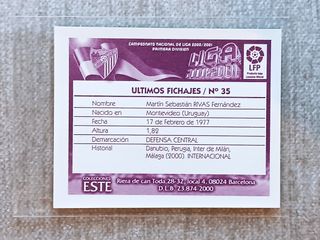 CAMPEONATO NACIONAL DE LIGA 2000/2001
PRIMERA DIVISION
LIGA
2000·2001
LFP
ULTIMOS FICHAJES / Nº 35
Nombre Martín Sebastián RIVAS Fernández
Nacido en Montevideo (Uruguay)
Fecha 17 de Febrero de 1977
Altura 1,82
Demarcación DEFENSA CENTRAL
Historial Danubio, Perugia, Inter de Milán,
Málaga (2000). INTERNACIONAL
COLECCIONES
ESTE
Riera de can Toda,28-32, local 4. 08024 Barcelona
D.L.B. 23.874 2000